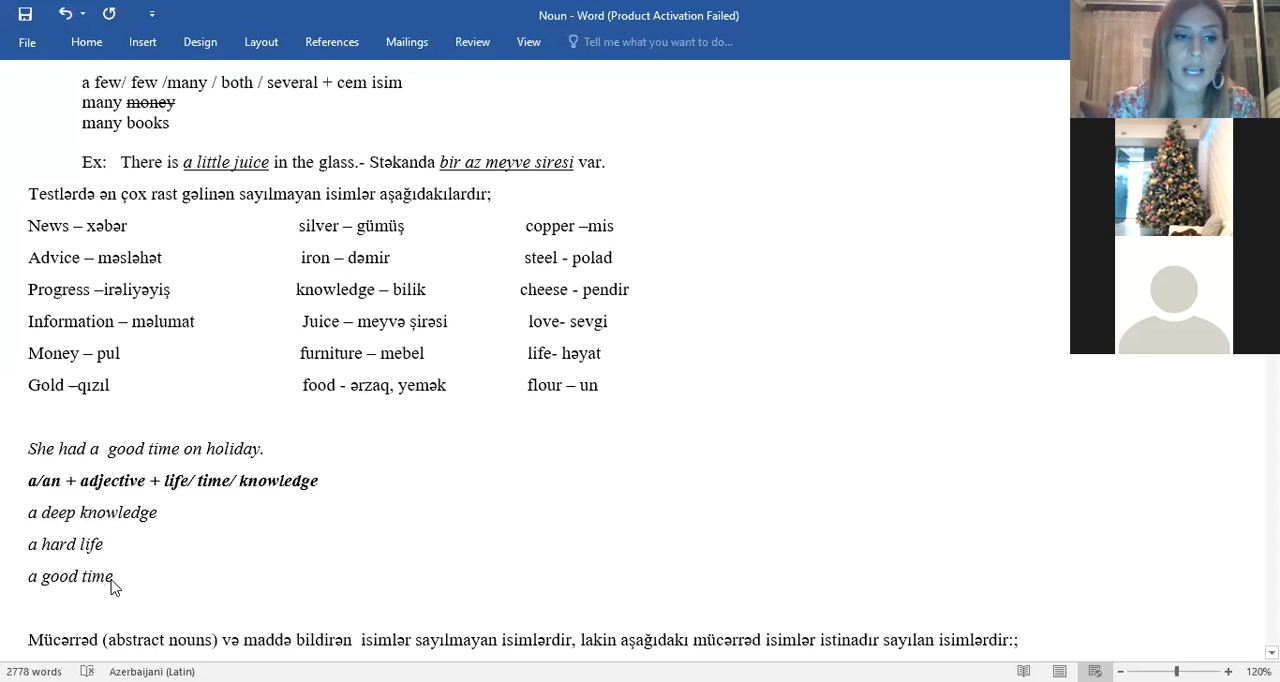 Noun - Word (Product Activation Failed)
File Home Insert Design Layout References Mailings Review View Tell me what you want to do...
a few/ few /many / both / several + cem isim
many money
many books
Ex: There is a little juice in the glass.- Stəkanda bir az meyve siresi var.
Testlərdə ən çox rast gəlinən sayılmayan isimlər aşağıdakılardır;
News – xəbər silver – gümüş copper –mis
Advice – məsləhət iron – dəmir steel - polad
Progress –irəliyəyiş knowledge – bilik cheese - pendir
Information – məlumat Juice – meyvə şirəsi love- sevgi
Money – pul furniture – mebel life- həyat
Gold –qızıl food - ərzaq, yemək flour – un
She had a good time on holiday.
a/an + adjective + life/ time/ knowledge
a deep knowledge
a hard life
a good time
Mücərrəd (abstract nouns) və maddə bildirən isimlər sayılmayan isimlərdir, lakin aşağıdakı mücərrəd isimlər istinadır sayılan isimlərdir:;
2778 words Azerbaijani (Latin) 120%